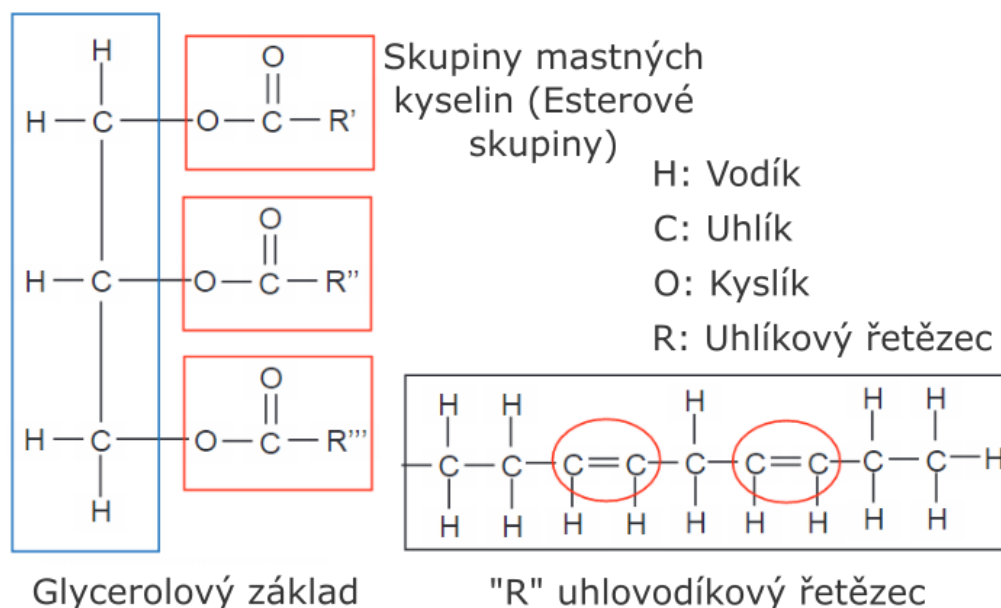 H
O
H—C—O—C—R'
Skupiny mastných
kyselin (Esterové
skupiny)
O
H—C—O—C—R''
O
H—C—O—C—R'''
H
H: Vodík
C: Uhlík
O: Kyslík
R: Uhlíkový řetězec
H H H H H
—C—C—C=C—C—C=C—C—C—H
H H H H H H H H H
Glycerolový základ
"R" uhlovodíkový řetězec